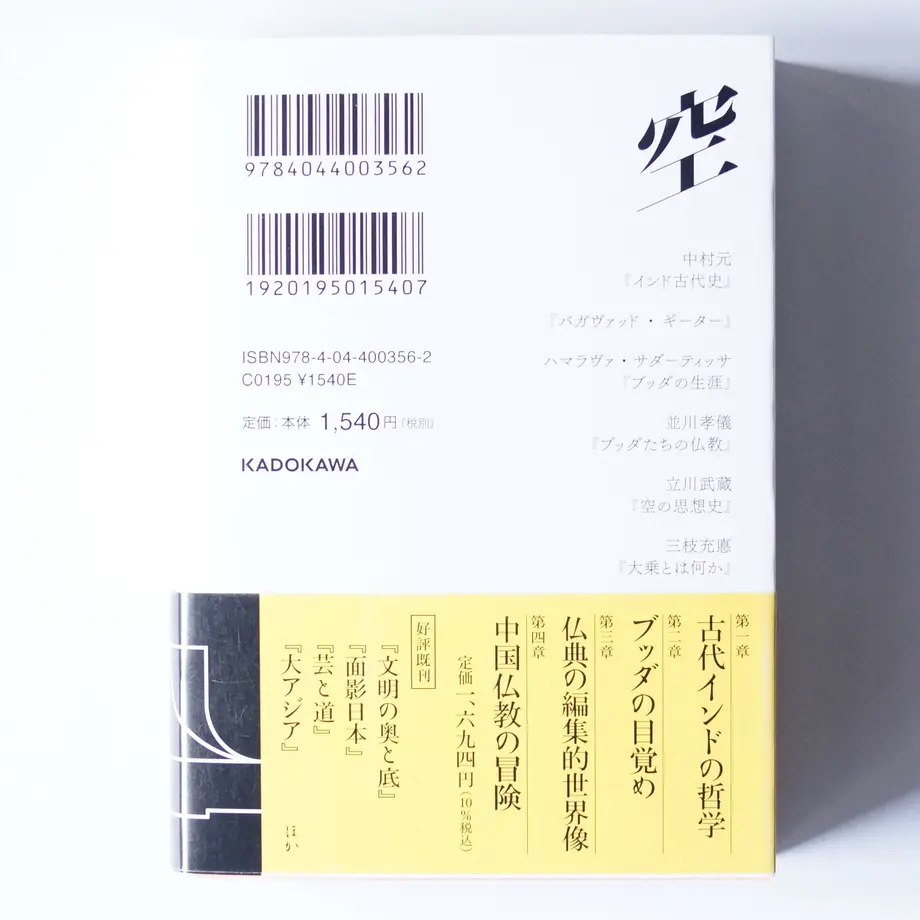 9784044003562
1920195015407
ISBN978-4-04-400356-2
C0195 ¥1540E
定価：本体 1,540円（税別）
KADOKAWA
空
中村元
『インド古代史』
『バガヴァッド・ギーター』
ハマラヴァ・サダーティッサ
『ブッダの生涯』
並川孝儀
『ブッダたちの仏教』
立川武蔵
『空の思想史』
三枝充悳
『大乗とは何か』
第一章
古代インドの哲学
第二章
ブッダの目覚め
第三章
仏典の編集的世界像
第四章
中国仏教の冒険
定価一、六九四円（10％税込）
好評既刊
『文明の奥と底』
『面影日本』
『芸と道』
『大アジア』
ほか